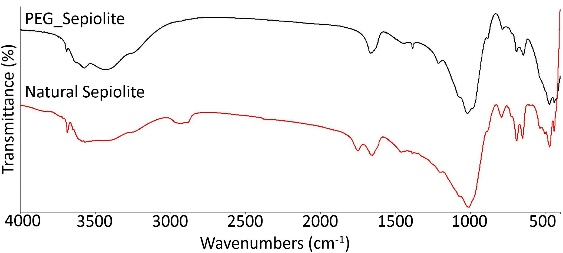 PEG_Sepiolite
Natural Sepiolite
Transmittance (%)
4000 3500 3000 2500 2000 1500 1000 500
Wavenumbers (cm⁻¹)